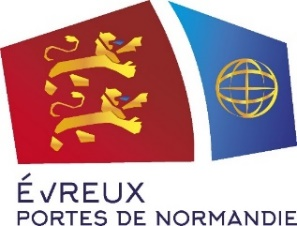 ÉVREUX
PORTES DE NORMANDIE